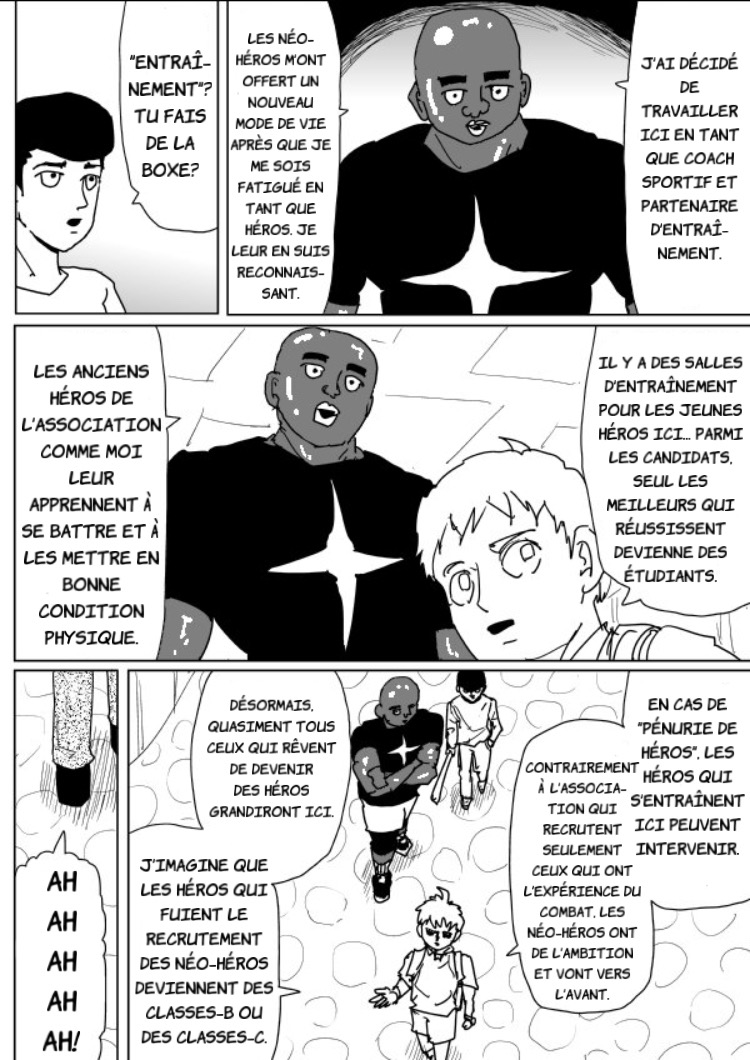 J'AI DÉCIDÉ
DE
TRAVAILLER
ICI EN TANT
QUE COACH
SPORTIF ET
PARTENAIRE
D'ENTRAÎ-
NEMENT.
LES NÉO-
HÉROS M'ONT
OFFERT UN
NOUVEAU
MODE DE VIE
APRÈS QUE JE
ME SOIS
FATIGUÉ EN
TANT QUE
HÉROS. JE
LEUR EN SUIS
RECONNAIS-
SANT.
"ENTRAÎ-
NEMENT"?
TU FAIS
DE LA
BOXE?
IL Y A DES SALLES
D'ENTRAÎNEMENT
POUR LES JEUNES
HÉROS ICI... PARMI
LES CANDIDATS,
SEUL LES
MEILLEURS QUI
RÉUSSISSENT
DEVIENNE DES
ÉTUDIANTS.
LES ANCIENS
HÉROS DE
L'ASSOCIATION
COMME MOI
LEUR
APPRENNENT À
SE BATTRE ET À
LES METTRE EN
BONNE
CONDITION
PHYSIQUE.
EN CAS DE
"PÉNURIE DE
HÉROS", LES
HÉROS QUI
S'ENTRAÎNENT
ICI PEUVENT
INTERVENIR.
CONTRAIREMENT
À L'ASSOCIA-
TION QUI
RECRUTENT
SEULEMENT
CEUX QUI ONT
L'EXPÉRIENCE DU
COMBAT, LES
NÉO-HÉROS ONT
DE L'AMBITION
ET VONT VERS
L'AVANT.
DÉSORMAIS,
QUASIMENT TOUS
CEUX QUI RÊVENT
DE DEVENIR
DES HÉROS
GRANDIRONT ICI.
J'IMAGINE QUE
LES HÉROS QUI
FUIENT LE
RECRUTEMENT
DES NÉO-HÉROS
DEVIENNENT DES
CLASSES-B OU
DES CLASSES-C.
AH
AH
AH
AH
AH!